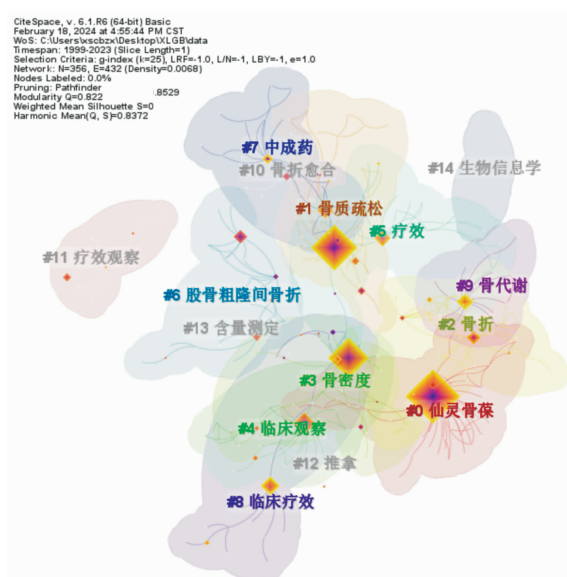 CiteSpace, v. 6.1.R6 (64-bit) Basic
February 18, 2024 at 4:55:44 PM CST
WoS: C:\Users\xscbzx\Desktop\XLGB\data
Timespan: 1999-2023 (Slice Length=1)
Selection Criteria: g-index (k=25), LRF=-1.0, L/N=-1, LBY=-1, e=1.0
Network: N=356, E=432 (Density=0.0068)
Nodes Labeled: 0.0%
Pruning: Pathfinder
Modularity Q=0.822
.8529
Weighted Mean Silhouette S=0
Harmonic Mean(Q, S)=0.8372
#7 中成药
#10 骨折愈合
#14 生物信息学
#1 骨质疏松
#5 疗效
#11 疗效观察
#9 骨代谢
#6 股骨粗隆间骨折
#13 含量测定
#2 骨折
#3 骨密度
#0 仙灵骨葆
#4 临床观察
#12 推拿
#8 临床疗效